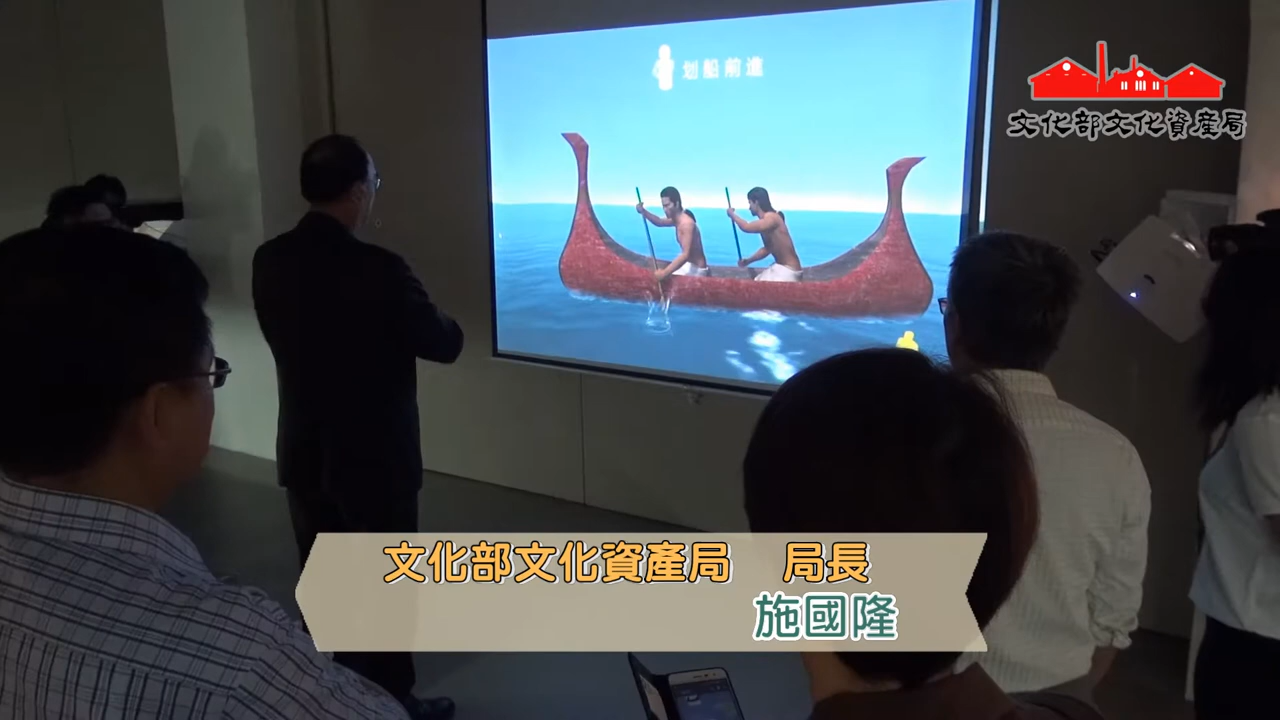 划船前進
文化部文化資產局
文化部文化資產局 局長
施國隆